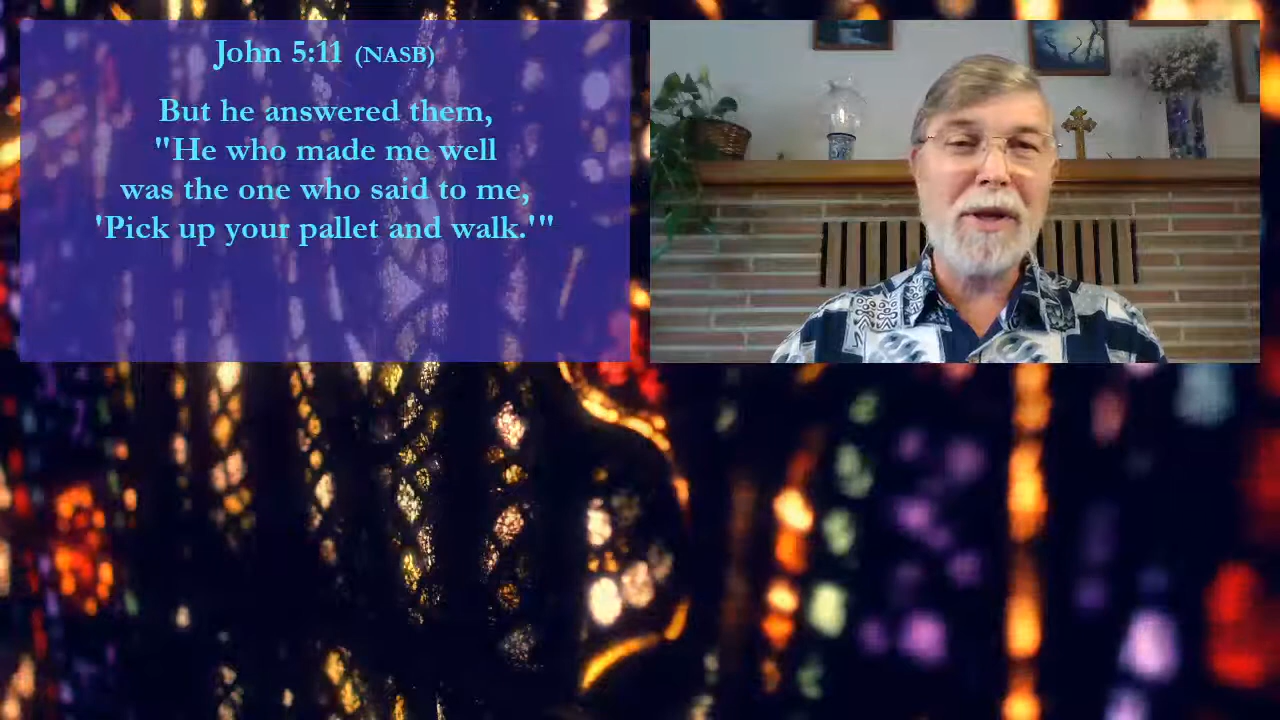 John 5:11 (NASB)
But he answered them,
"He who made me well
was the one who said to me,
'Pick up your pallet and walk.'"